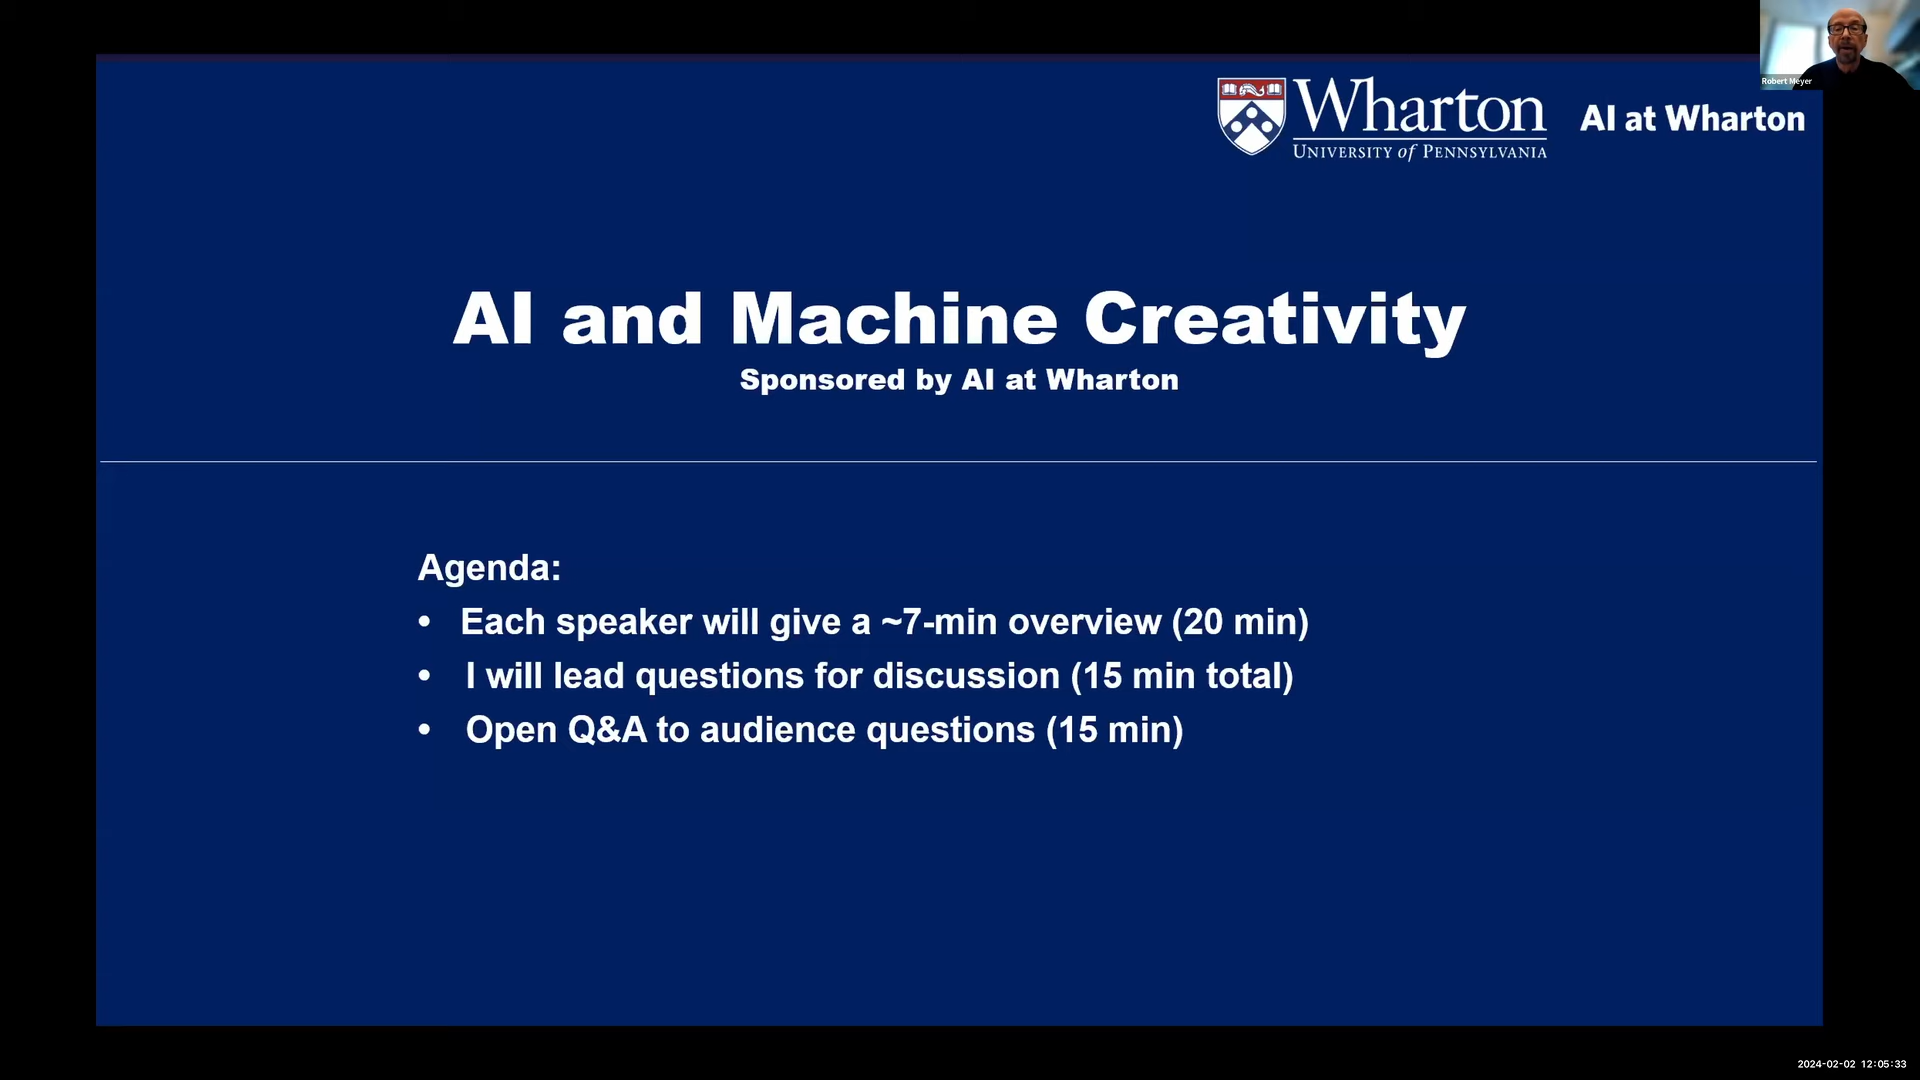 Robert Meyer
Wharton
UNIVERSITY of PENNSYLVANIA
AI at Wharton
AI and Machine Creativity
Sponsored by AI at Wharton
Agenda:
• Each speaker will give a ~7-min overview (20 min)
• I will lead questions for discussion (15 min total)
• Open Q&A to audience questions (15 min)
2024-02-02 12:05:33